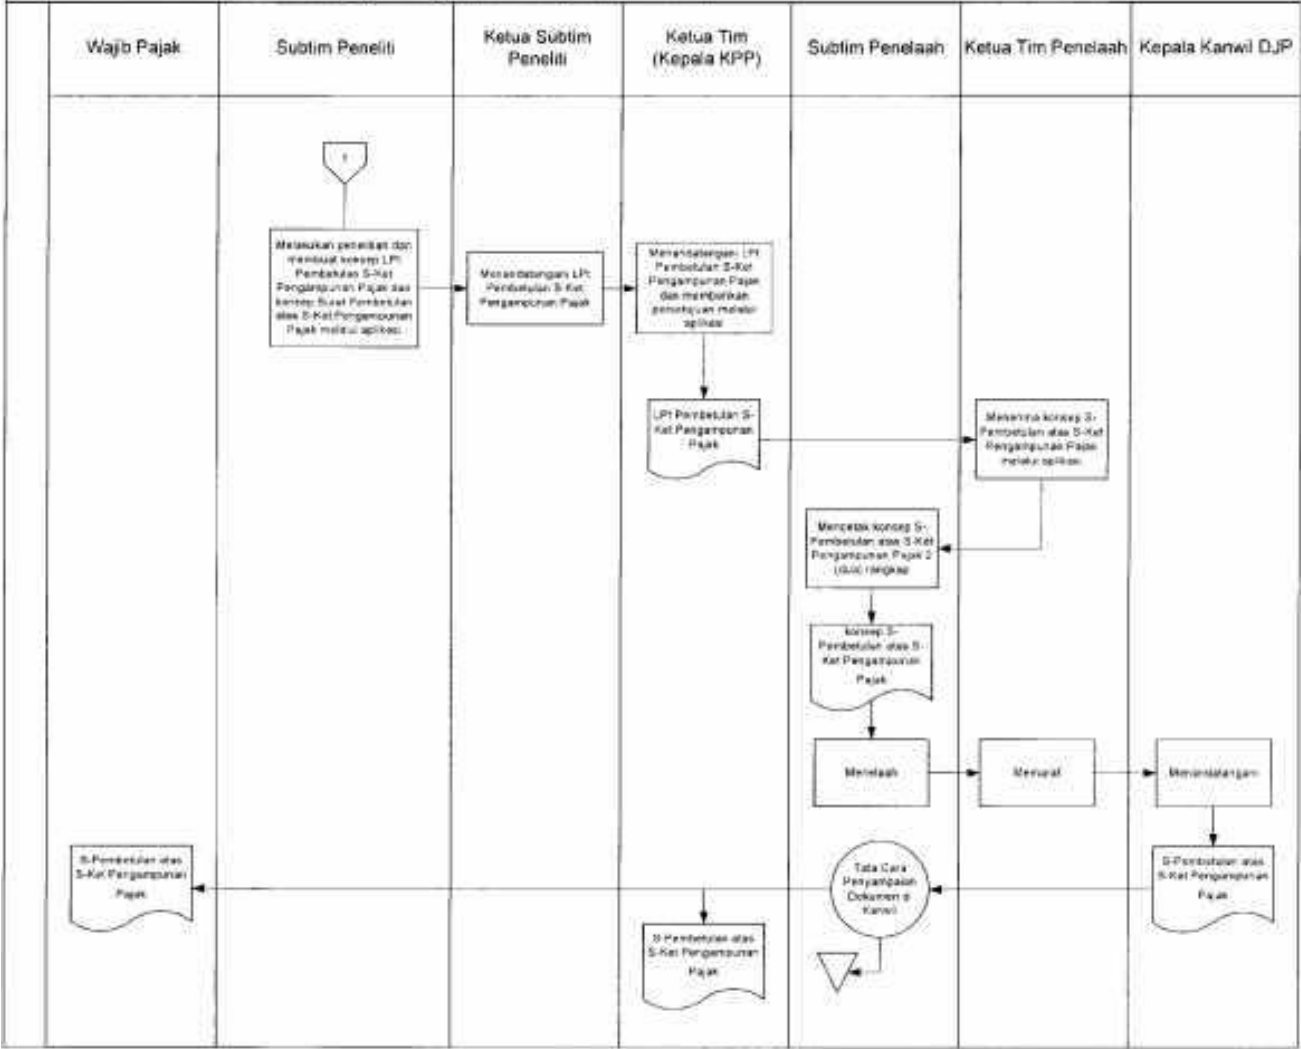 Wajib Pajak
Subtim Peneliti
Ketua Subtim
Peneliti
Ketua Tim
(Kepala KPP)
Subtim Penelaah
Ketua Tim Penelaah
Kepala Kanwil DJP
1
Melakukan penelitian dan
membuat konsep LPt
Pembetulan S-Ket
Pengampunan Pajak dan
konsep Surat Pembetulan
atas S-Ket Pengampunan
Pajak melalui aplikasi
Menandatangani LPt
Pembetulan S-Ket
Pengampunan Pajak
Menandatangani LPt
Pembetulan S-Ket
Pengampunan Pajak
dan memberikan
persetujuan melalui
aplikasi
LPt Pembetulan S-
Ket Pengampunan
Pajak
Menerima konsep S-
Pembetulan atas S-Ket
Pengampunan Pajak
melalui aplikasi
Mencetak konsep S-
Pembetulan atas S-Ket
Pengampunan Pajak 2
(dua) rangkap
konsep S-
Pembetulan atas S-
Ket Pengampunan
Pajak
Menelaah
Memaraf
Menandatangani
S-Pembetulan atas
S-Ket Pengampunan
Pajak
Tata Cara
Penyampaian
Dokumen di
Kanwil
S-Pembetulan atas
S-Ket Pengampunan
Pajak
S-Pembetulan atas
S-Ket Pengampunan
Pajak